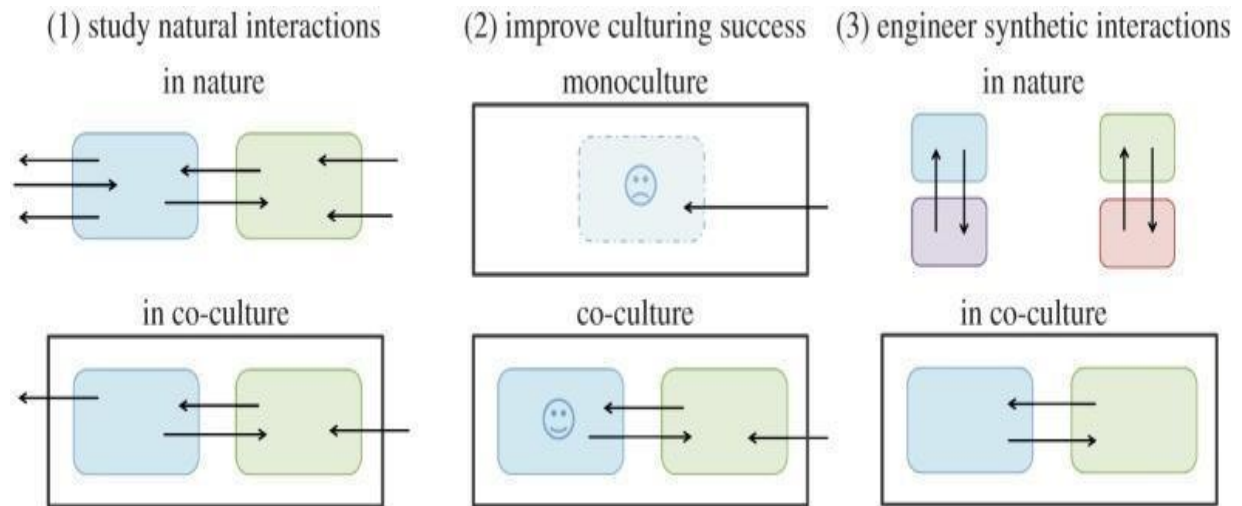 (1) study natural interactions
in nature
in co-culture
(2) improve culturing success
monoculture
co-culture
(3) engineer synthetic interactions
in nature
in co-culture